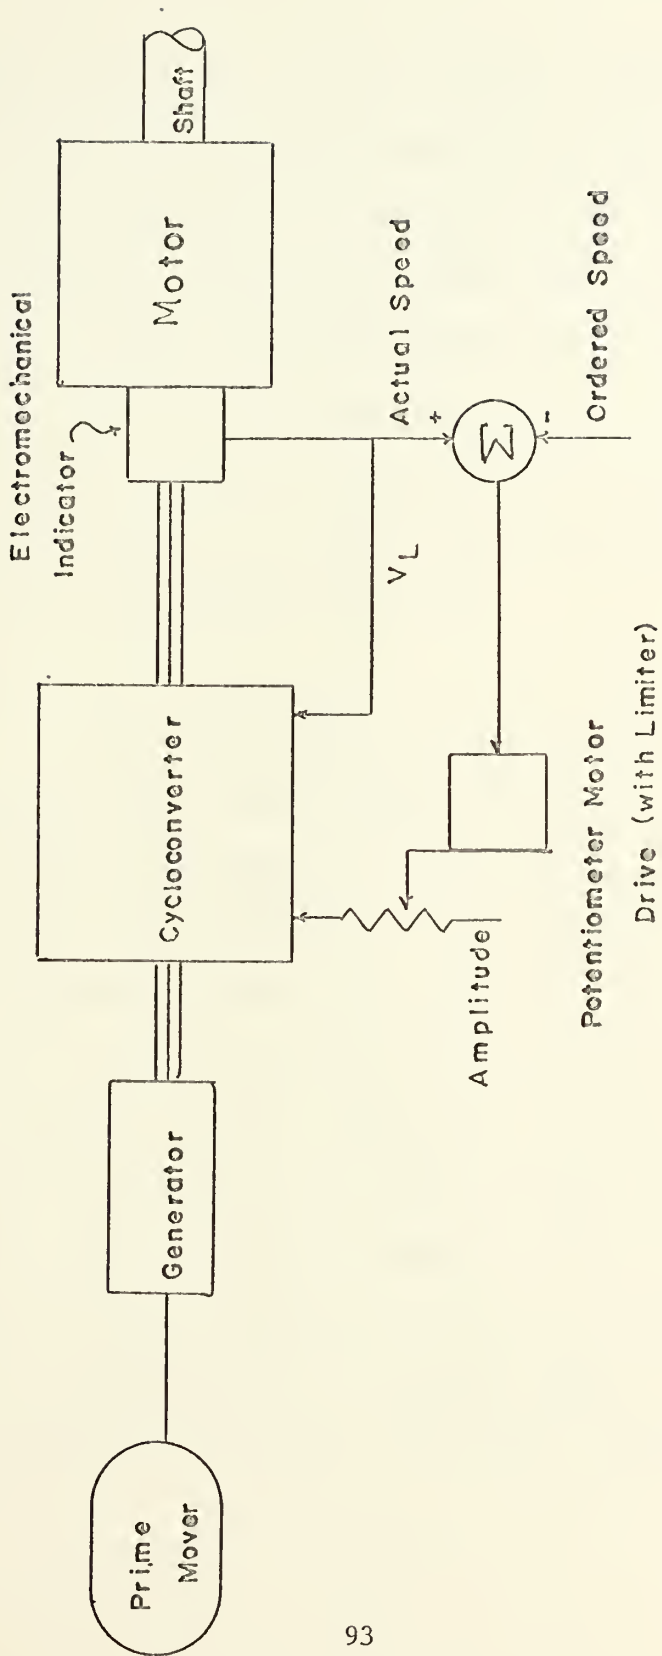 Prime
Mover
Generator
Cycloconverter
Electromechanical
Indicator
Motor
Shaft
V_L
Actual Speed
+
Σ
-
Ordered Speed
Amplitude
Potentiometer Motor
Drive (with Limiter)
93